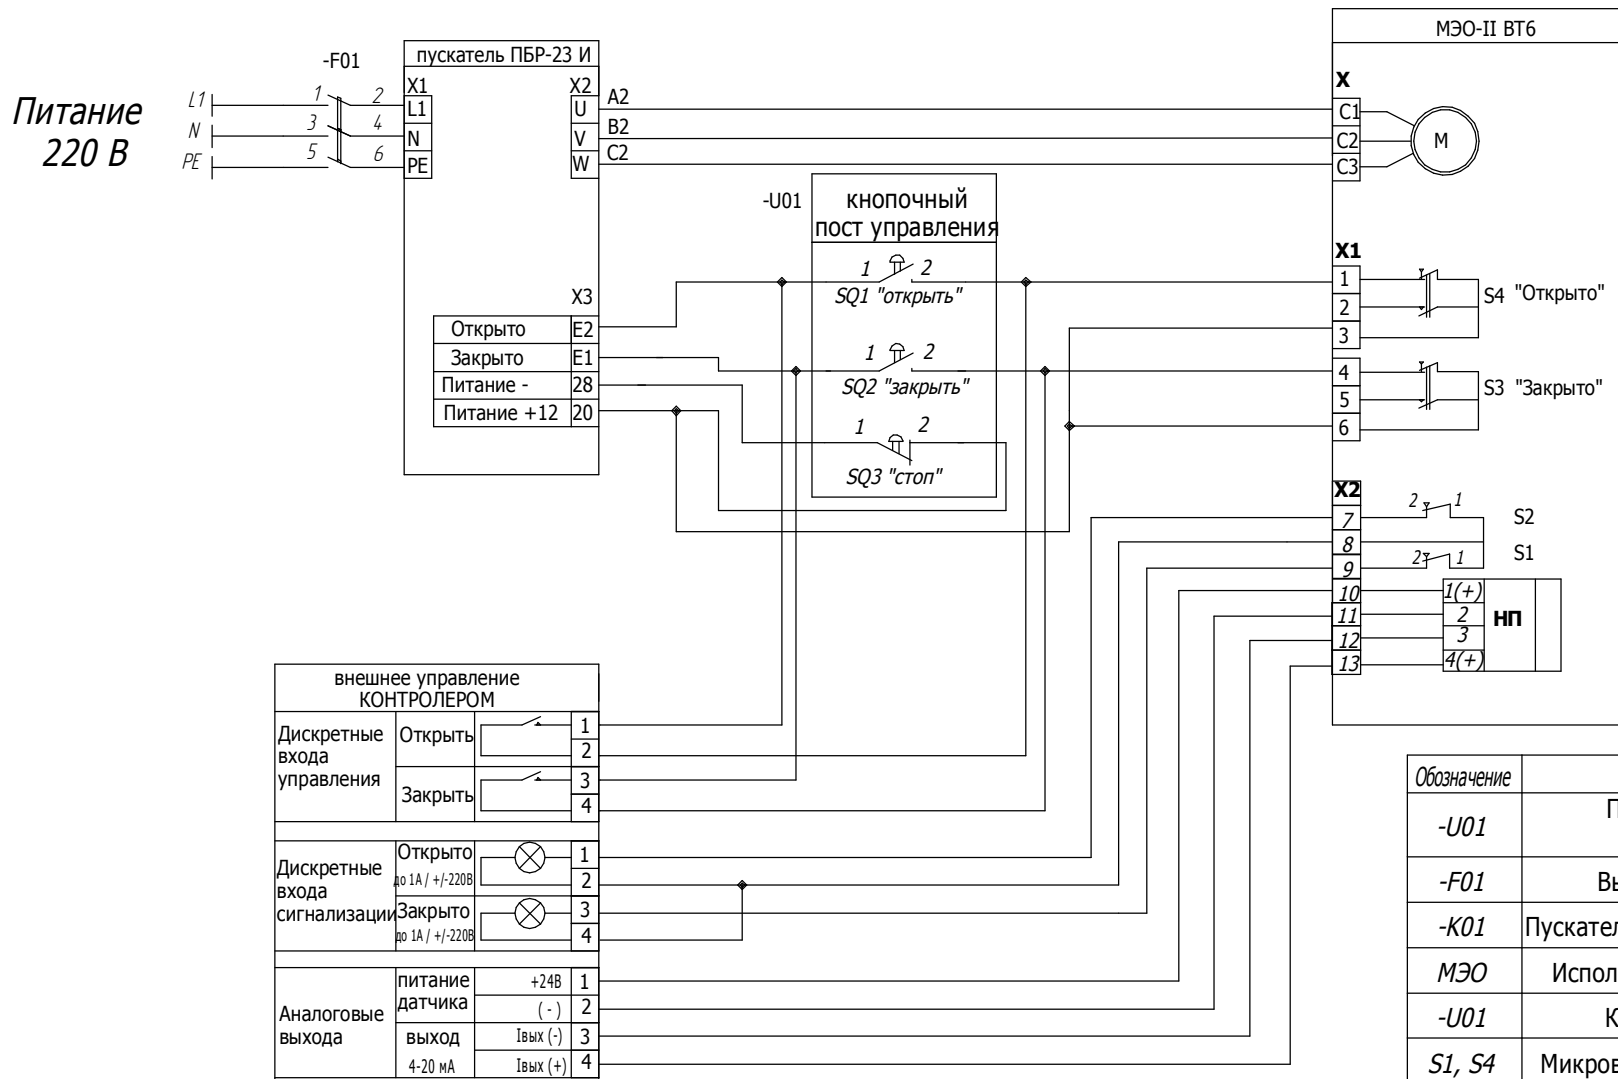 Питание
220 В
L1
N
PE
-F01
1
2
3
4
5
6
пускатель ПБР-23 И
X1
L1
N
PE
X2
U
V
W
A2
B2
C2
X3
Открыто E2
Закрыто E1
Питание - 28
Питание +12 20
-U01
кнопочный
пост управления
1 2
SQ1 "открыть"
1 2
SQ2 "закрыть"
1 2
SQ3 "стоп"
МЭО-II ВТ6
X
C1
C2
C3
M
X1
1
2
3
S4 "Открыто"
4
5
6
S3 "Закрыто"
X2
7
8
9
10
11
12
13
2 1
S2
2 1
S1
1(+)
2
3
4(+)
НП
внешнее управление
КОНТРОЛЕРОМ
Дискретные
входа
управления
Открыть
1
2
Закрыть
3
4
Дискретные
входа
сигнализации
Открыто
до 1А / +/-220В
1
2
Закрыто
до 1А / +/-220В
3
4
Аналоговые
выхода
питание
датчика
+24В 1
( - ) 2
выход
4-20 мА
Iвых (-) 3
Iвых (+) 4
Обозначение
-U01
-F01
-K01 Пускател
МЭО Испол
-U01 К
S1, S4 Микров